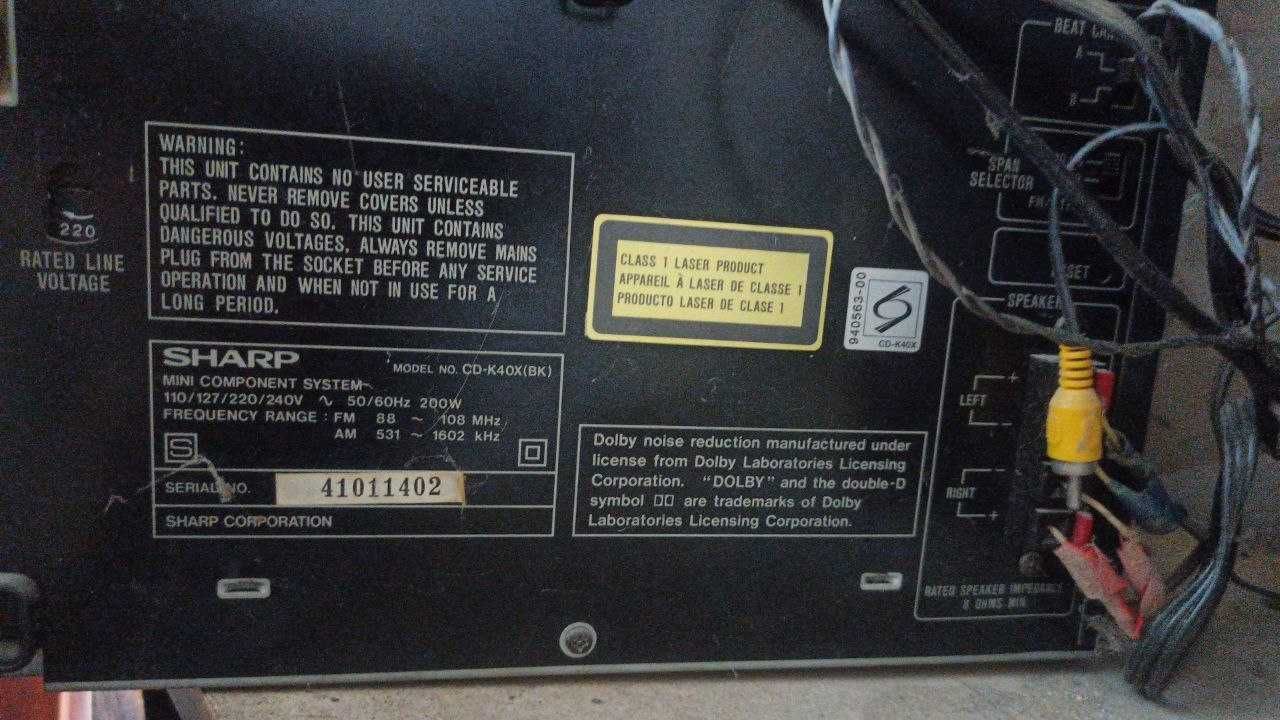 220
RATED LINE
VOLTAGE
WARNING:
THIS UNIT CONTAINS NO USER SERVICEABLE
PARTS. NEVER REMOVE COVERS UNLESS
QUALIFIED TO DO SO. THIS UNIT CONTAINS
DANGEROUS VOLTAGES. ALWAYS REMOVE MAINS
PLUG FROM THE SOCKET BEFORE ANY SERVICE
OPERATION AND WHEN NOT IN USE FOR A
LONG PERIOD.
SHARP
MODEL NO. CD-K40X(BK)
MINI COMPONENT SYSTEM
110/127/220/240V ∿ 50/60Hz 200W
FREQUENCY RANGE : FM 88 ~ 108 MHz
AM 531 ~ 1602 kHz
S
SERIAL NO. 41011402
SHARP CORPORATION
CLASS 1 LASER PRODUCT
APPAREIL À LASER DE CLASSE 1
PRODUCTO LASER DE CLASE 1
940563-00
CD-K40X
Dolby noise reduction manufactured under
license from Dolby Laboratories Licensing
Corporation. "DOLBY" and the double-D
symbol are trademarks of Dolby
Laboratories Licensing Corporation.
BEAT
A
B
SPAN
SELECTOR
SPEAKER
LEFT
+
-
RIGHT
-
+
RATED SPEAKER IMPEDANCE
8 OHMS MIN.